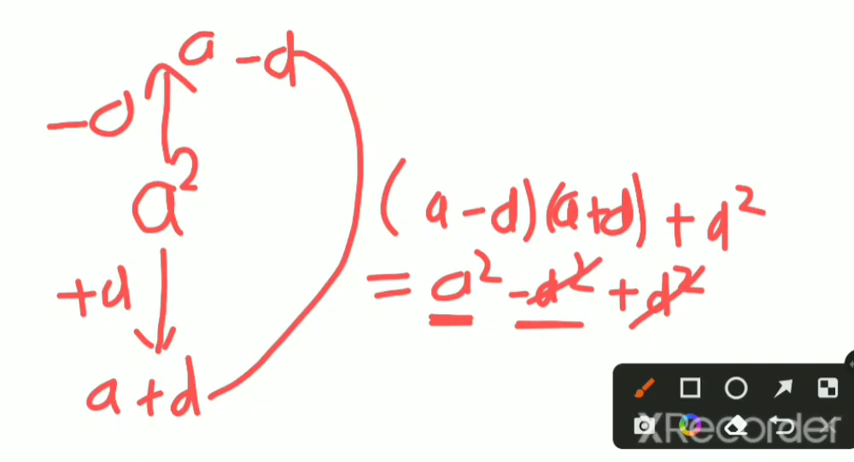 a - d
-d
a²
+d
a + d
(a - d)(a + d) + d²
= a² - d² + d²
XRecorder